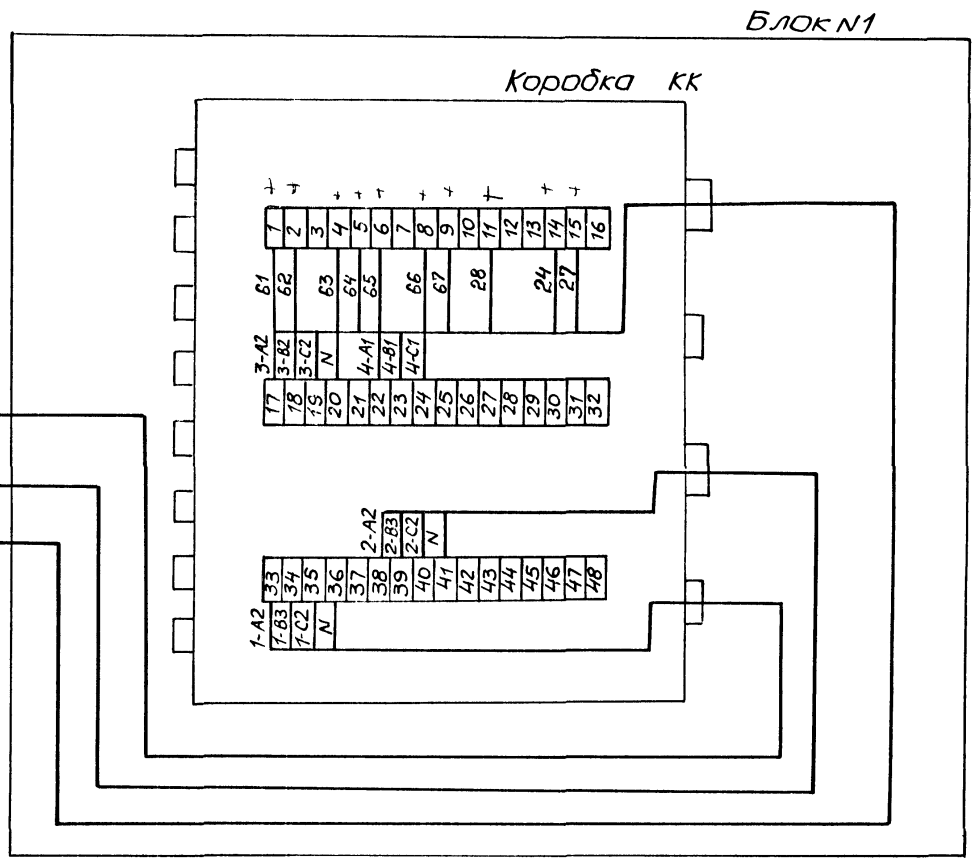 Блок N1
Коробка КК
1 2 3 4 5 6 7 8 9 10 11 12 13 14 15 16
61 62 63 64 65 66 67 28 24 27
3-A2 3-B2 3-C2 N 4-A1 4-B1 4-C1
17 18 19 20 21 22 23 24 25 26 27 28 29 30 31 32
2-A2 2-B3 2-C2 N
33 34 35 36 37 38 39 40 41 42 43 44 45 46 47 48
1-A2 1-B3 1-C2 N